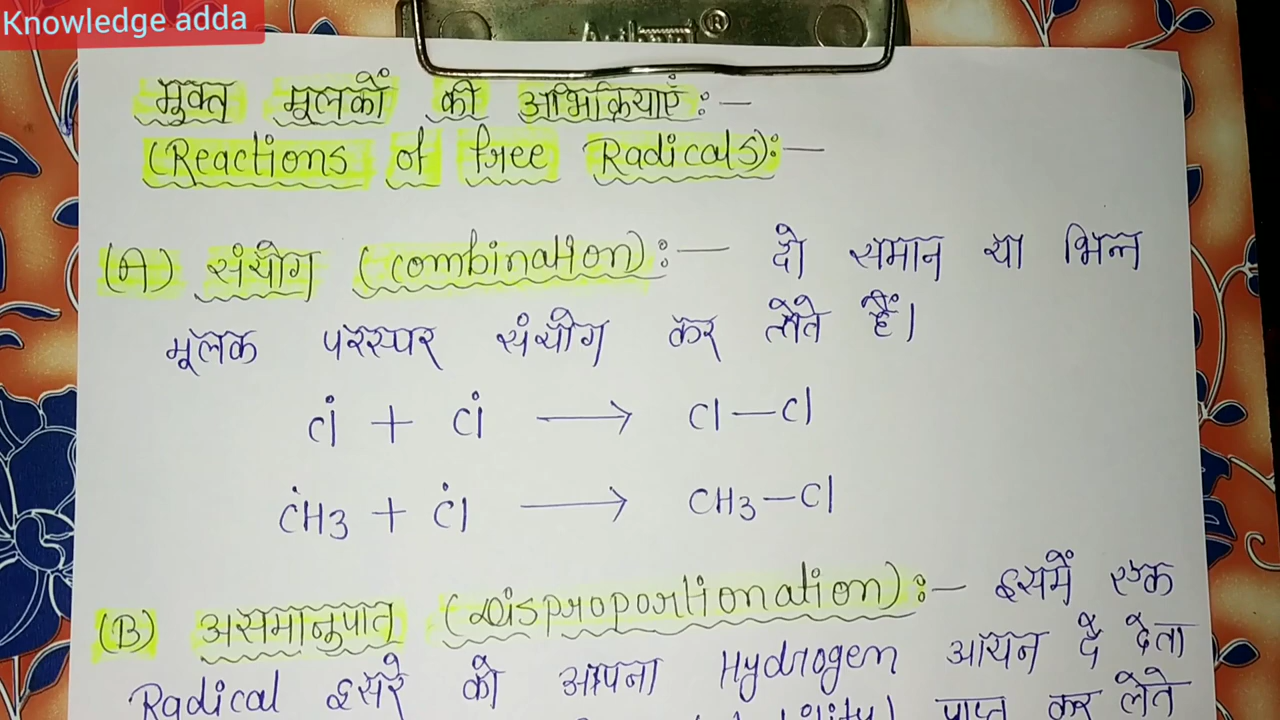 Knowledge adda
मुक्त मूलकों की अभिक्रियाएं:—
(Reactions of free Radicals):—
(A) संयोग (combination):— दो समान या भिन्न
मूलक परस्पर संयोग कर लेते हैं।
Ċl + Ċl ⟶ Cl—Cl
ĊH3 + Ċl ⟶ CH3—Cl
(B) असमानुपात (Disproportionation):— इसमें एक
Radical दूसरे को अपना Hydrogen आयन दे देता
प्राप्त कर लेते